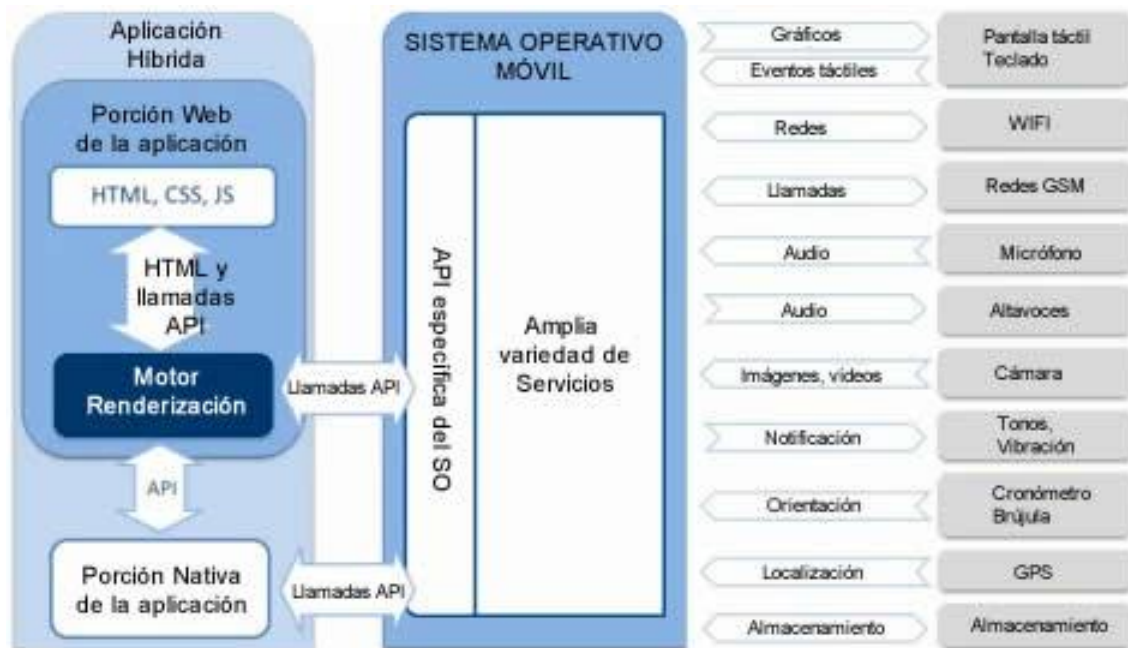 Aplicación
Híbrida
Porción Web
de la aplicación
HTML, CSS, JS
HTML y
llamadas
API
Motor
Renderización
API
Porción Nativa
de la aplicación
Llamadas API
Llamadas API
SISTEMA OPERATIVO
MÓVIL
API específica del SO
Amplia
variedad de
Servicios
Gráficos
Eventos táctiles
Pantalla táctil
Teclado
Redes
WIFI
Llamadas
Redes GSM
Audio
Micrófono
Audio
Altavoces
Imágenes, vídeos
Cámara
Notificación
Tonos,
Vibración
Orientación
Cronómetro
Brújula
Localización
GPS
Almacenamiento
Almacenamiento